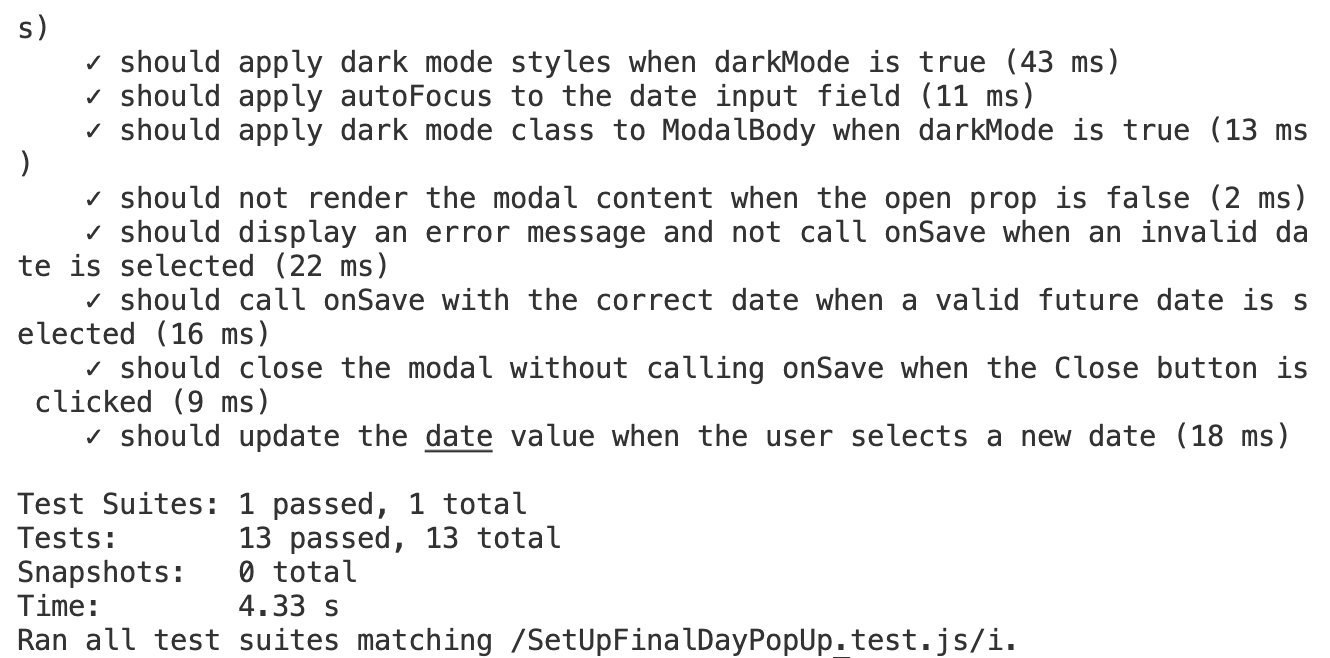 s)
    ✓ should apply dark mode styles when darkMode is true (43 ms)
    ✓ should apply autoFocus to the date input field (11 ms)
    ✓ should apply dark mode class to ModalBody when darkMode is true (13 ms
)
    ✓ should not render the modal content when the open prop is false (2 ms)
    ✓ should display an error message and not call onSave when an invalid da
te is selected (22 ms)
    ✓ should call onSave with the correct date when a valid future date is s
elected (16 ms)
    ✓ should close the modal without calling onSave when the Close button is
 clicked (9 ms)
    ✓ should update the date value when the user selects a new date (18 ms)

Test Suites: 1 passed, 1 total
Tests:       13 passed, 13 total
Snapshots:   0 total
Time:        4.33 s
Ran all test suites matching /SetUpFinalDayPopUp.test.js/i.